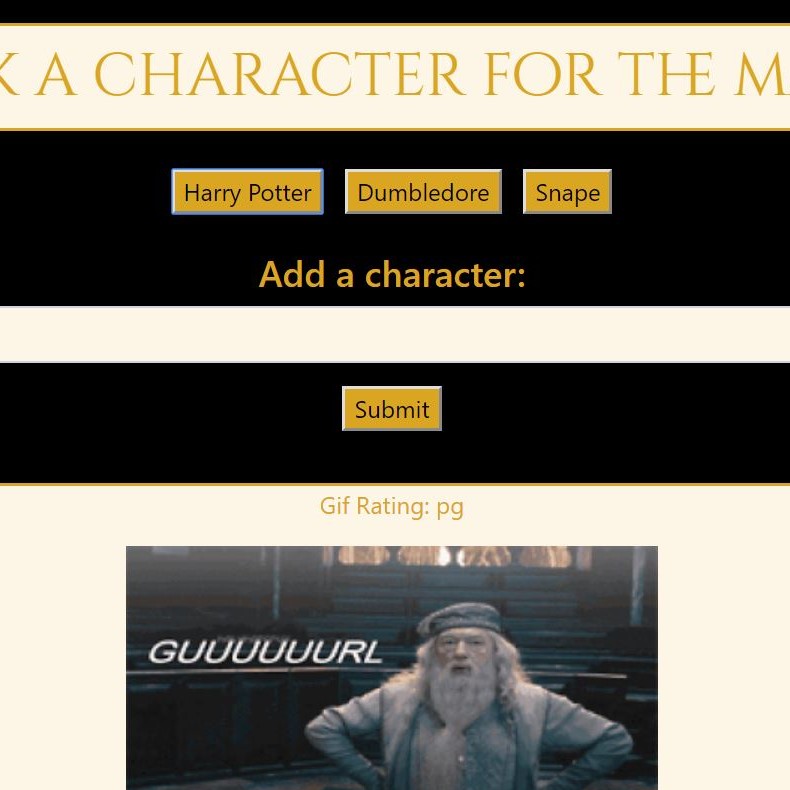 K A CHARACTER FOR THE M
Harry Potter Dumbledore Snape
Add a character:
Submit
Gif Rating: pg
GUUUUUURL